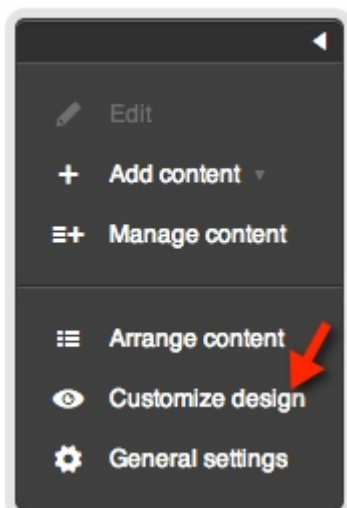 Edit
Add content
Manage content
Arrange content
Customize design
General settings